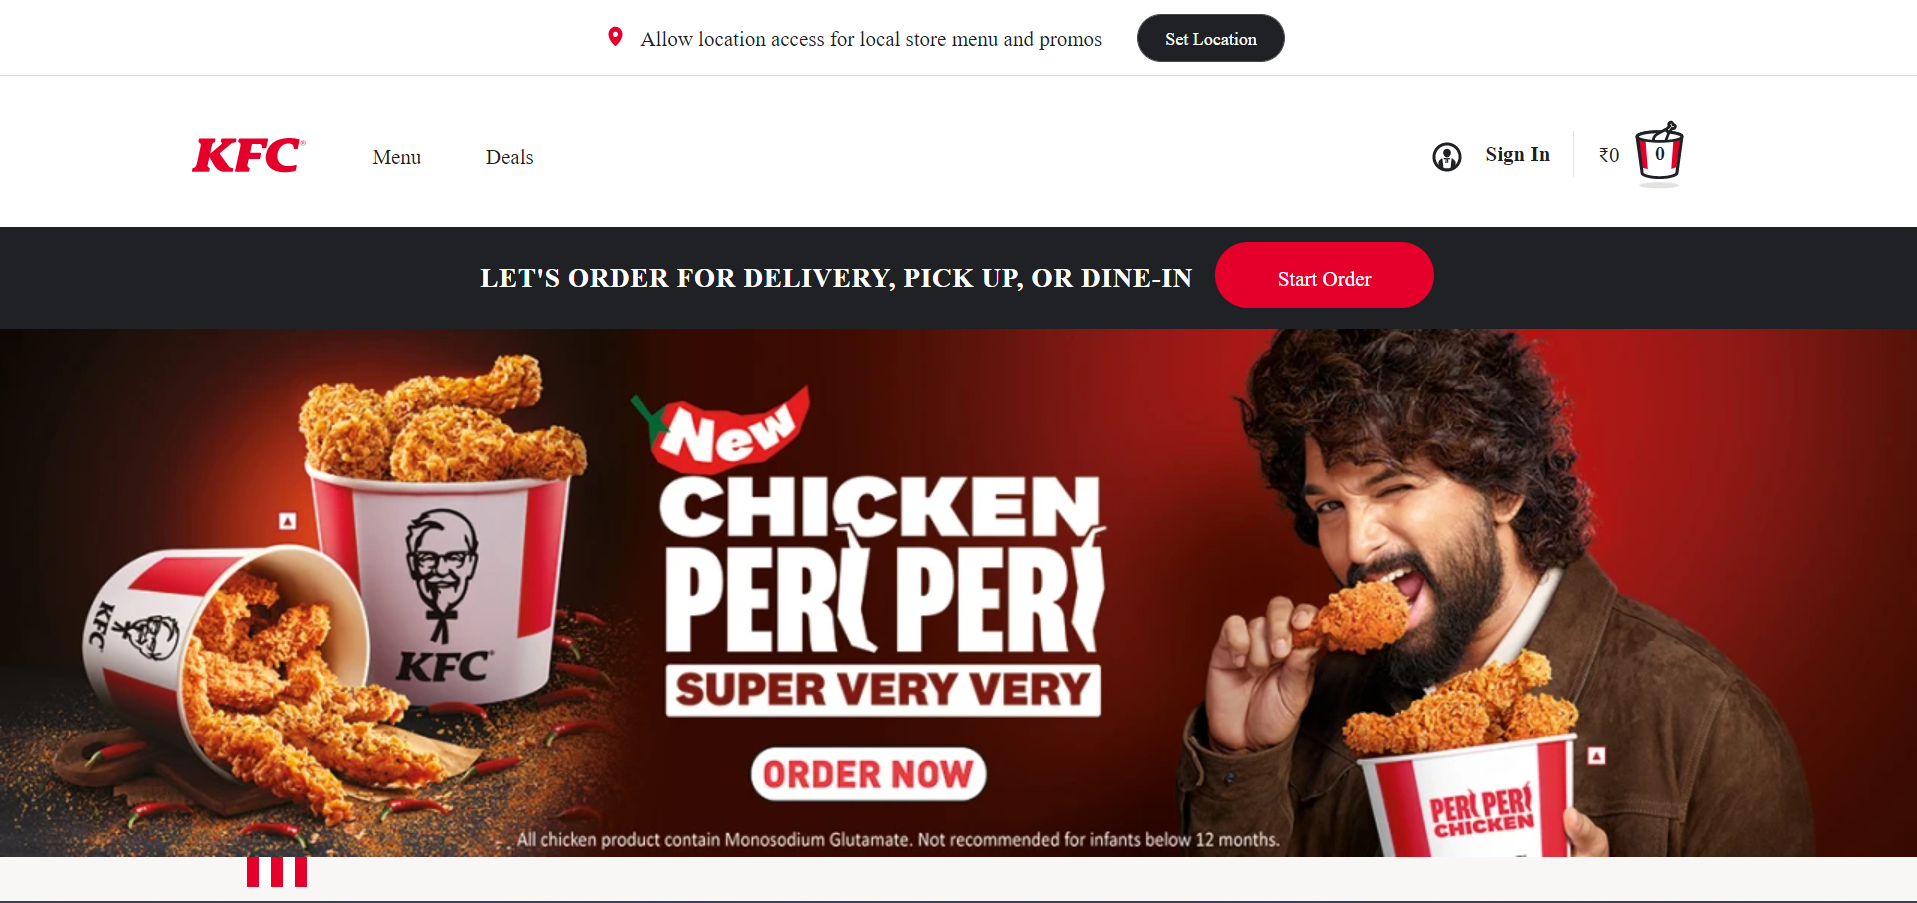 Allow location access for local store menu and promos
Set Location
KFC
Menu
Deals
Sign In
₹0
0
LET'S ORDER FOR DELIVERY, PICK UP, OR DINE-IN
Start Order
New
CHICKEN
PERI PERI
SUPER VERY VERY
ORDER NOW
KFC
KFC
PERI PERI
CHICKEN
All chicken product contain Monosodium Glutamate. Not recommended for infants below 12 months.